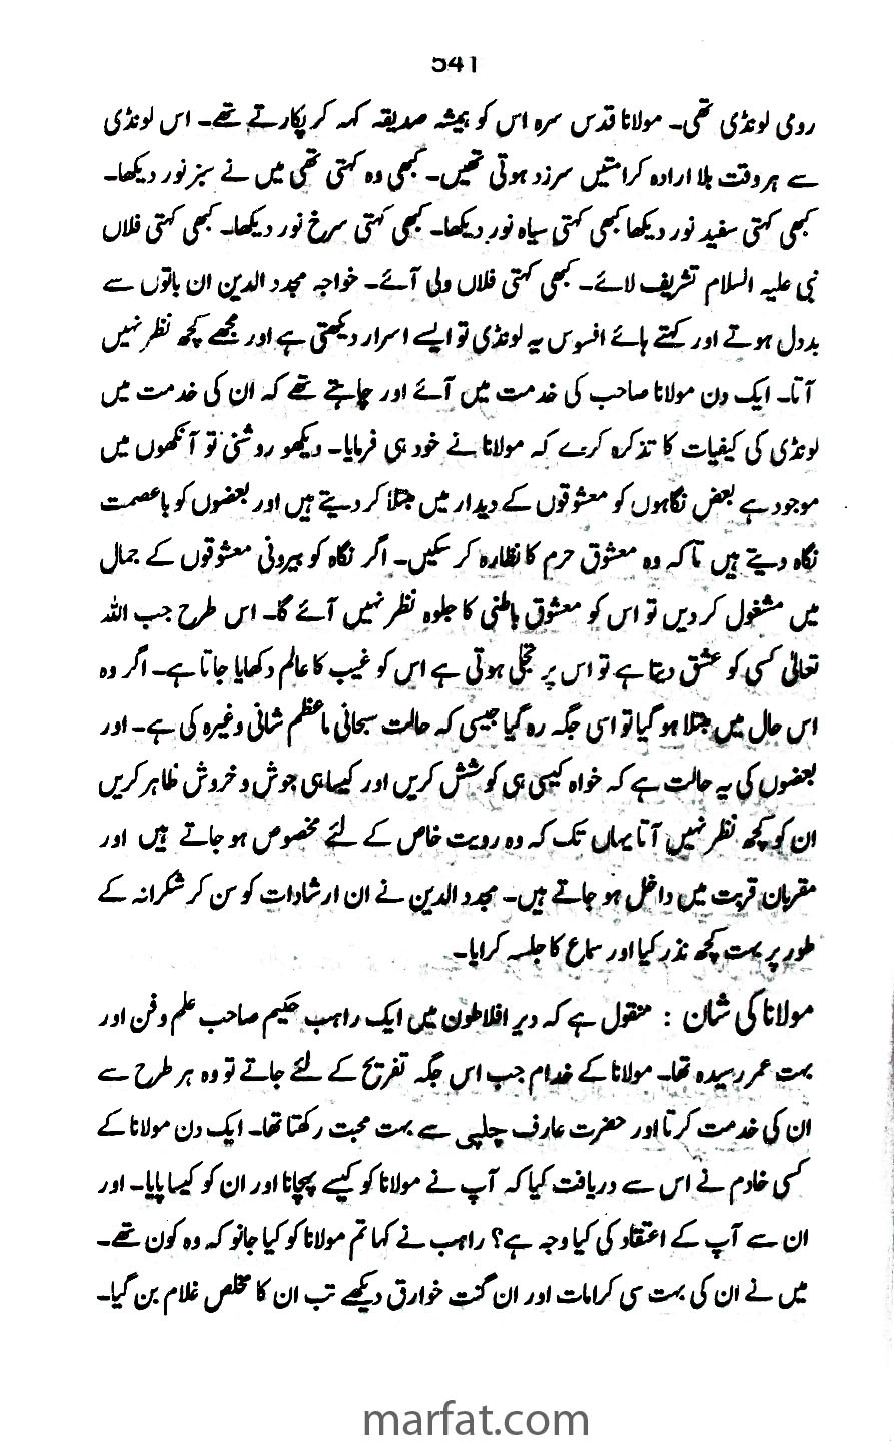 541
رومی لونڈی تھی۔ مولانا قدس سرہ اس کو ہمیشہ صدیقہ کہہ کر پکارتے تھے۔ اس لونڈی
سے ہر وقت بلا ارادہ کرامتیں سرزد ہوتی تھیں۔ کبھی وہ کہتی تھی میں نے سبز نور دیکھا۔
کبھی کہتی سفید نور دیکھا کبھی کہتی سیاہ نور دیکھا۔ کبھی کہتی سرخ نور دیکھا۔ کبھی کہتی فلاں
نبی علیہ السلام تشریف لائے۔ کبھی کہتی فلاں ولی آئے۔ خواجہ مجدد الدین ان باتوں سے
بددل ہوتے اور کہتے ہائے افسوس یہ لونڈی تو ایسے اسرار دیکھتی ہے اور مجھے کچھ نظر نہیں
آتا۔ ایک دن مولانا صاحب کی خدمت میں آئے اور چاہتے تھے کہ ان کی خدمت میں
لونڈی کی کیفیات کا تذکرہ کرے کہ مولانا نے خود ہی فرمایا۔ دیکھو روشنی تو آنکھوں میں
موجود ہے بعض نگاہوں کو معشوقوں کے دیدار میں مبتلا کر دیتے ہیں اور بعضوں کو باعصمت
نگاہ دیتے ہیں تاکہ وہ معشوق حرم کا نظارہ کر سکیں۔ اگر نگاہ کو بیرونی معشوقوں کے جمال
میں مشغول کر دیں تو اس کو معشوق باطنی کا جلوہ نظر نہیں آئے گا۔ اس طرح جب اللہ
تعالیٰ کسی کو عشق دیتا ہے تو اس پر تجلی ہوتی ہے اس کو غیب کا عالم دکھایا جاتا ہے۔ اگر وہ
اس حال میں مبتلا ہو گیا تو اسی جگہ رہ گیا جیسی کہ حالت سبحانی ما عظم شانی وغیرہ کی ہے۔ اور
بعضوں کی یہ حالت ہے کہ خواہ کیسی ہی کوشش کریں اور کیسا ہی جوش و خروش ظاہر کریں
ان کو کچھ نظر نہیں آتا یہاں تک کہ وہ رویت خاص کے لئے مخصوص ہو جاتے ہیں اور
مقربان قربت میں داخل ہو جاتے ہیں۔ مجدد الدین نے ان ارشادات کو سن کر شکرانہ کے
طور پر بہت کچھ نذر کیا اور سماع کا جلسہ کرایا۔
مولانا کی شان : منقول ہے کہ دیر افلاطون میں ایک راہب حکیم صاحب علم و فن اور
بہت عمر رسیدہ تھا۔ مولانا کے خدام جب اس جگہ تفریح کے لئے جاتے تو وہ ہر طرح سے
ان کی خدمت کرتا اور حضرت عارف چلپی سے بہت محبت رکھتا تھا۔ ایک دن مولانا کے
کسی خادم نے اس سے دریافت کیا کہ آپ نے مولانا کو کیسے پہچانا اور ان کو کیسا پایا۔ اور
ان سے آپ کے اعتقاد کی کیا وجہ ہے؟ راہب نے کہا تم مولانا کو کیا جانو کہ وہ کون تھے۔
میں نے ان کی بہت سی کرامات اور ان گنت خوارق دیکھے تب ان کا مخلص غلام بن گیا۔
marfat.com